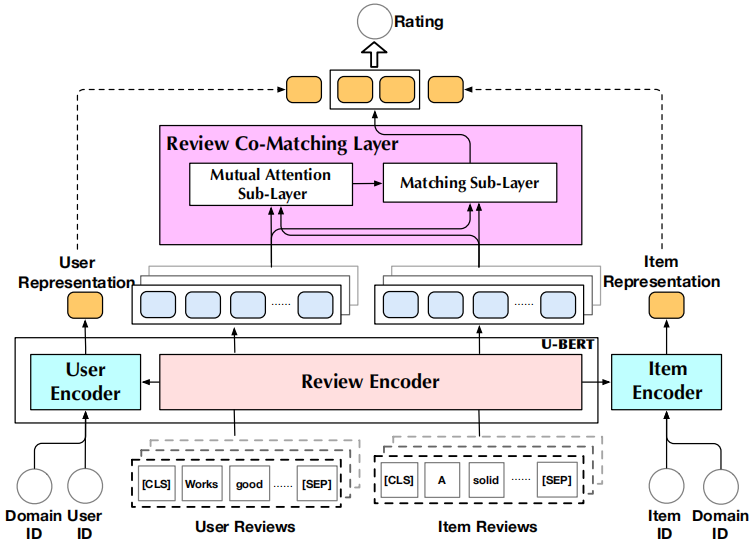 Rating
Review Co-Matching Layer
Mutual Attention
Sub-Layer
Matching Sub-Layer
User
Representation
Item
Representation
U-BERT
User
Encoder
Review Encoder
Item
Encoder
[CLS] Works good ...... [SEP]
[CLS] A solid ...... [SEP]
Domain
ID
User
ID
User Reviews
Item Reviews
Item
ID
Domain
ID